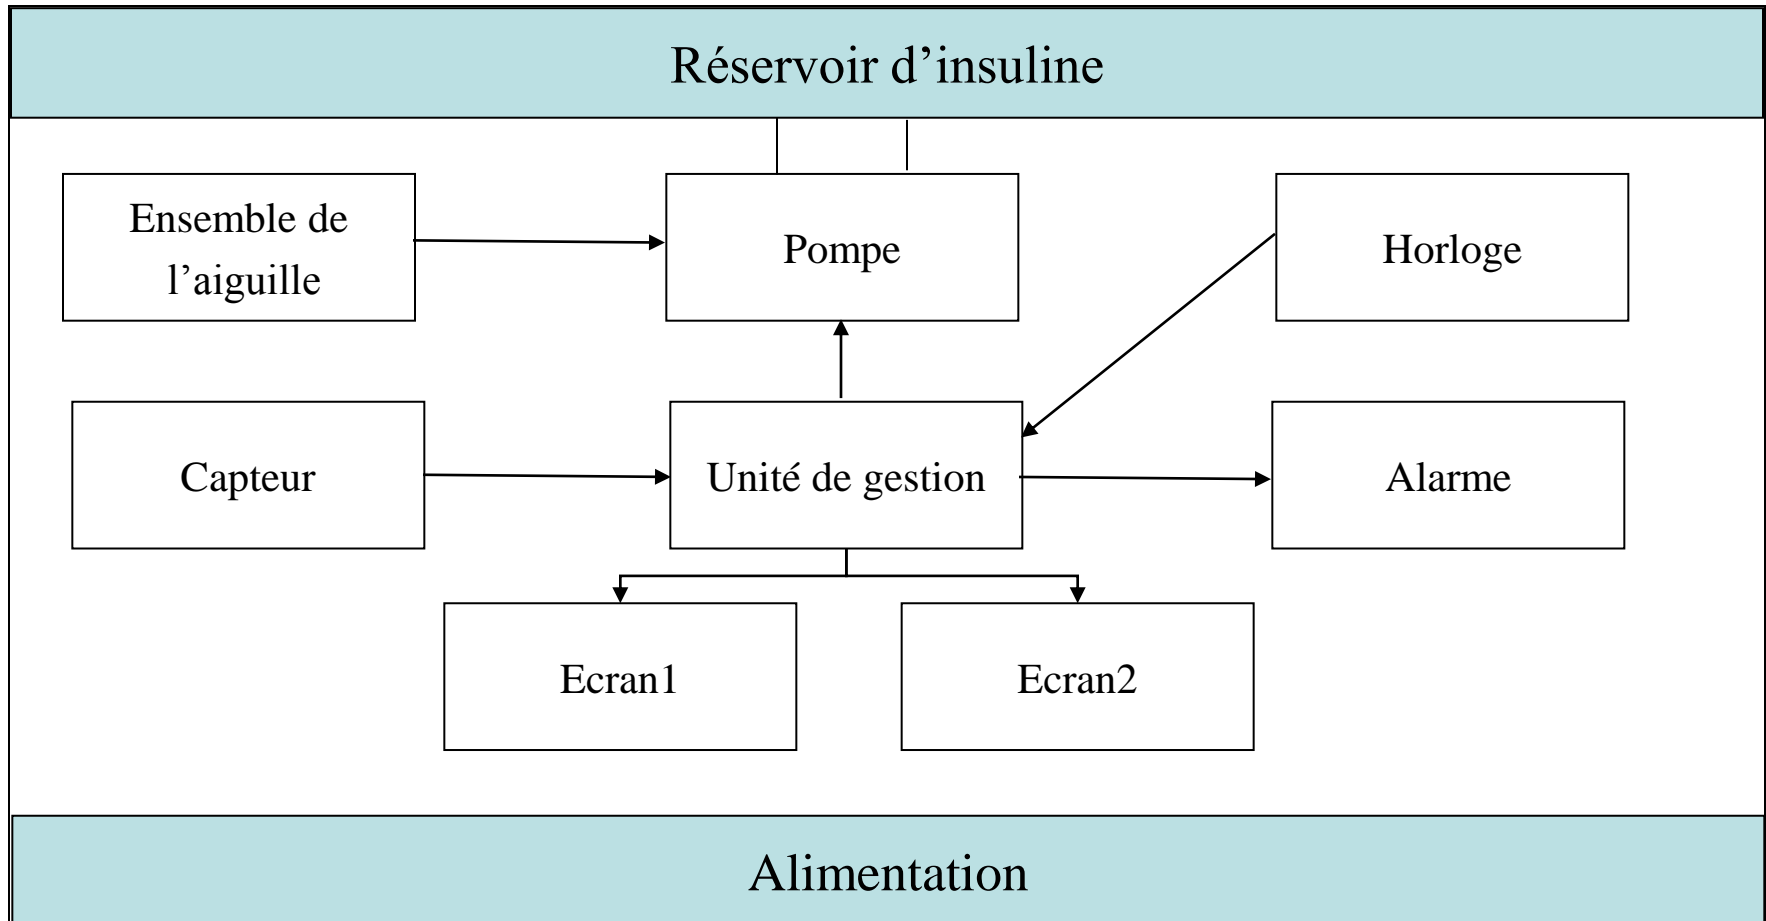 Réservoir d’insuline
Ensemble de
l’aiguille
Pompe
Horloge
Capteur
Unité de gestion
Alarme
Ecran1
Ecran2
Alimentation